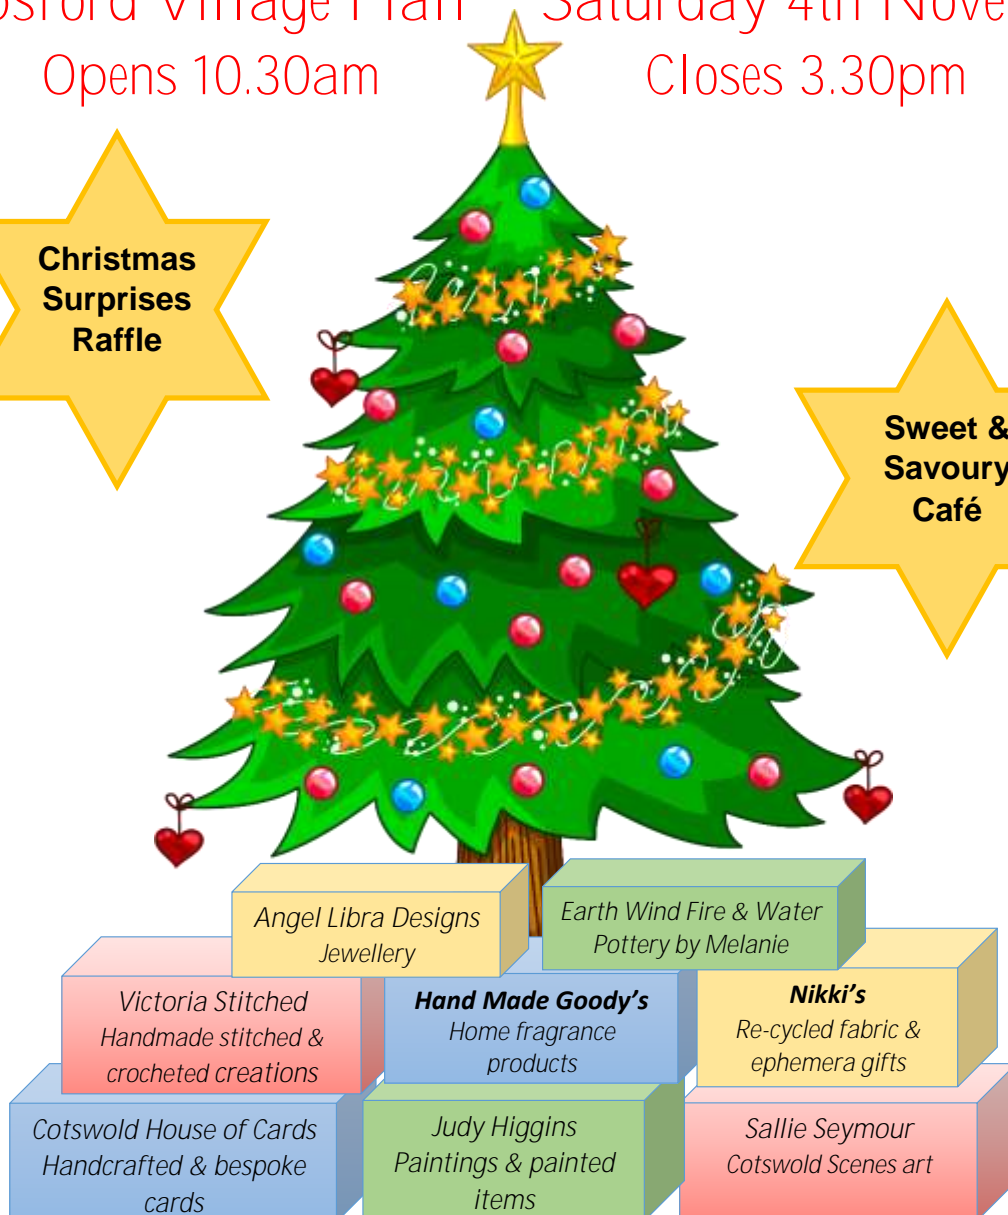 Village Saturday 4th
Opens 10.30am Closes 3.30pm
Christmas
Surprises
Raffle
Sweet &
Savoury
Café
Angel Libra Designs
Jewellery
Earth Wind Fire & Water
Pottery by Melanie
Victoria Stitched
Handmade stitched &
crocheted creations
Hand Made Goody's
Home fragrance
products
Nikki's
Re-cycled fabric &
ephemera gifts
Cotswold House of Cards
Handcrafted & bespoke
cards
Judy Higgins
Paintings & painted
items
Sallie Seymour
Cotswold Scenes art